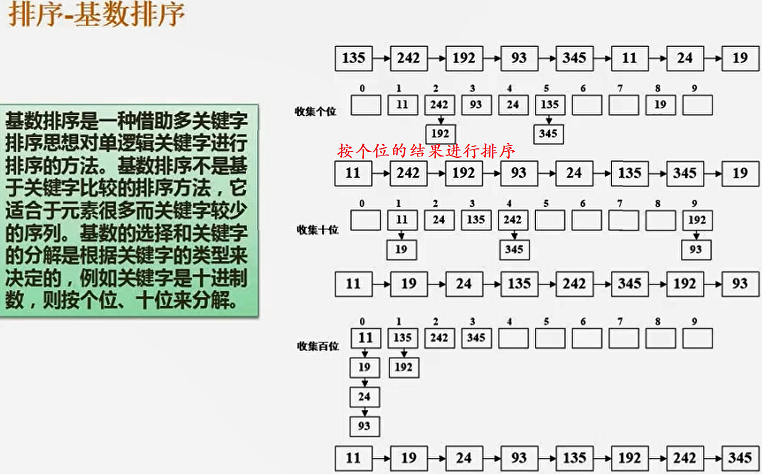 排序-基数排序
基数排序是一种借助多关键字
排序思想对单逻辑关键字进行
排序的方法。基数排序不是基
于关键字比较的排序方法，它
适合于元素很多而关键字较少
的序列。基数的选择和关键字
的分解是根据关键字的类型来
决定的，例如关键字是十进制
数，则按个位、十位来分解。
135 242 192 93 345 11 24 19
0 1 2 3 4 5 6 7 8 9
收集个位 11 242 93 24 135 19
192 345
按个位的结果进行排序
11 242 192 93 24 135 345 19
0 1 2 3 4 5 6 7 8 9
收集十位 11 24 135 242 192
19 345 93
11 19 24 135 242 345 192 93
0 1 2 3 4 5 6 7 8 9
收集百位 11 135 242 345
19 192
24
93
11 19 24 93 135 192 242 345